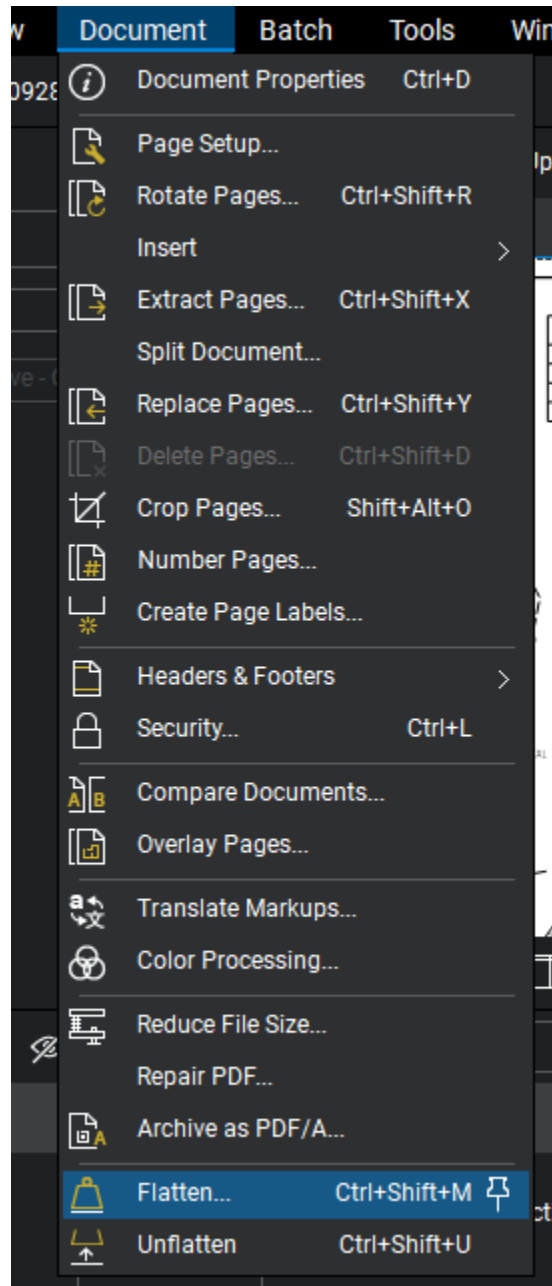 w Document Batch Tools Win
0928
Document Properties Ctrl+D
Page Setup...
Rotate Pages... Ctrl+Shift+R
Insert
Extract Pages... Ctrl+Shift+X
Split Document...
Replace Pages... Ctrl+Shift+Y
Delete Pages... Ctrl+Shift+D
Crop Pages... Shift+Alt+O
Number Pages...
Create Page Labels...
Headers & Footers
Security... Ctrl+L
Compare Documents...
Overlay Pages...
Translate Markups...
Color Processing...
Reduce File Size...
Repair PDF...
Archive as PDF/A...
Flatten... Ctrl+Shift+M
Unflatten Ctrl+Shift+U